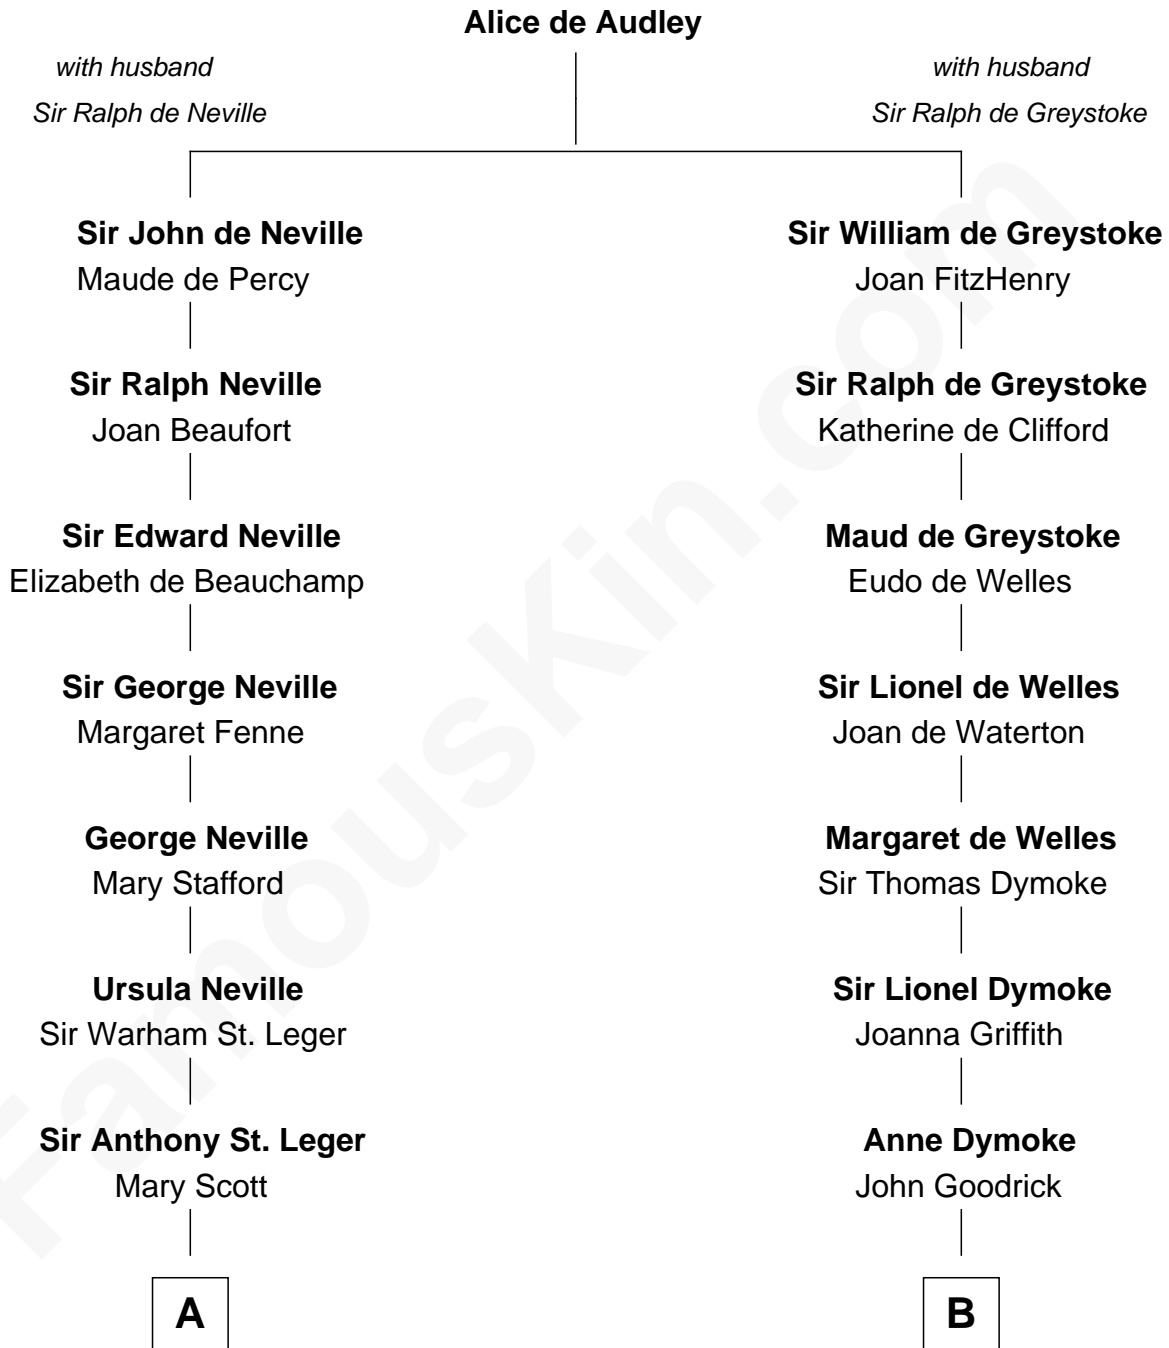 Alice de Audley
with husband
Sir Ralph de Neville
with husband
Sir Ralph de Greystoke
Sir John de Neville
Maude de Percy
Sir William de Greystoke
Joan FitzHenry
Sir Ralph Neville
Joan Beaufort
Sir Ralph de Greystoke
Katherine de Clifford
Sir Edward Neville
Elizabeth de Beauchamp
Maud de Greystoke
Eudo de Welles
Sir George Neville
Margaret Fenne
Sir Lionel de Welles
Joan de Waterton
George Neville
Mary Stafford
Margaret de Welles
Sir Thomas Dymoke
Ursula Neville
Sir Warham St. Leger
Sir Lionel Dymoke
Joanna Griffith
Sir Anthony St. Leger
Mary Scott
Anne Dymoke
John Goodrick
A
B
FamousKin.com